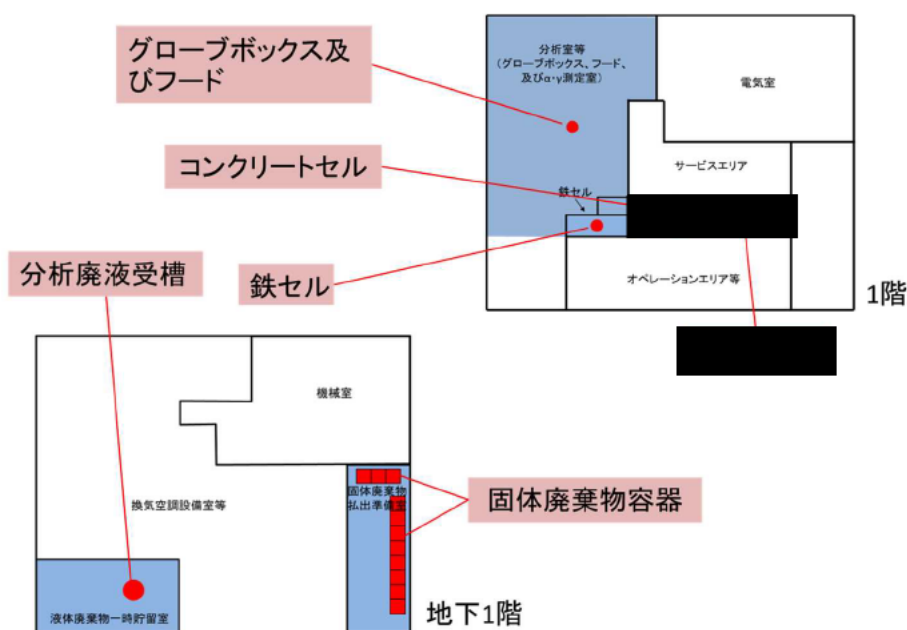 グローブボックス及
びフード
分析室等
（グローブボックス、フード、
及びα・γ測定室）
電気室
コンクリートセル
サービスエリア
鉄セル
分析廃液受槽
鉄セル
オペレーションエリア等
1階
機械室
固体廃棄物
払出準備室
固体廃棄物容器
換気空調設備室等
液体廃棄物一時貯留室
地下1階